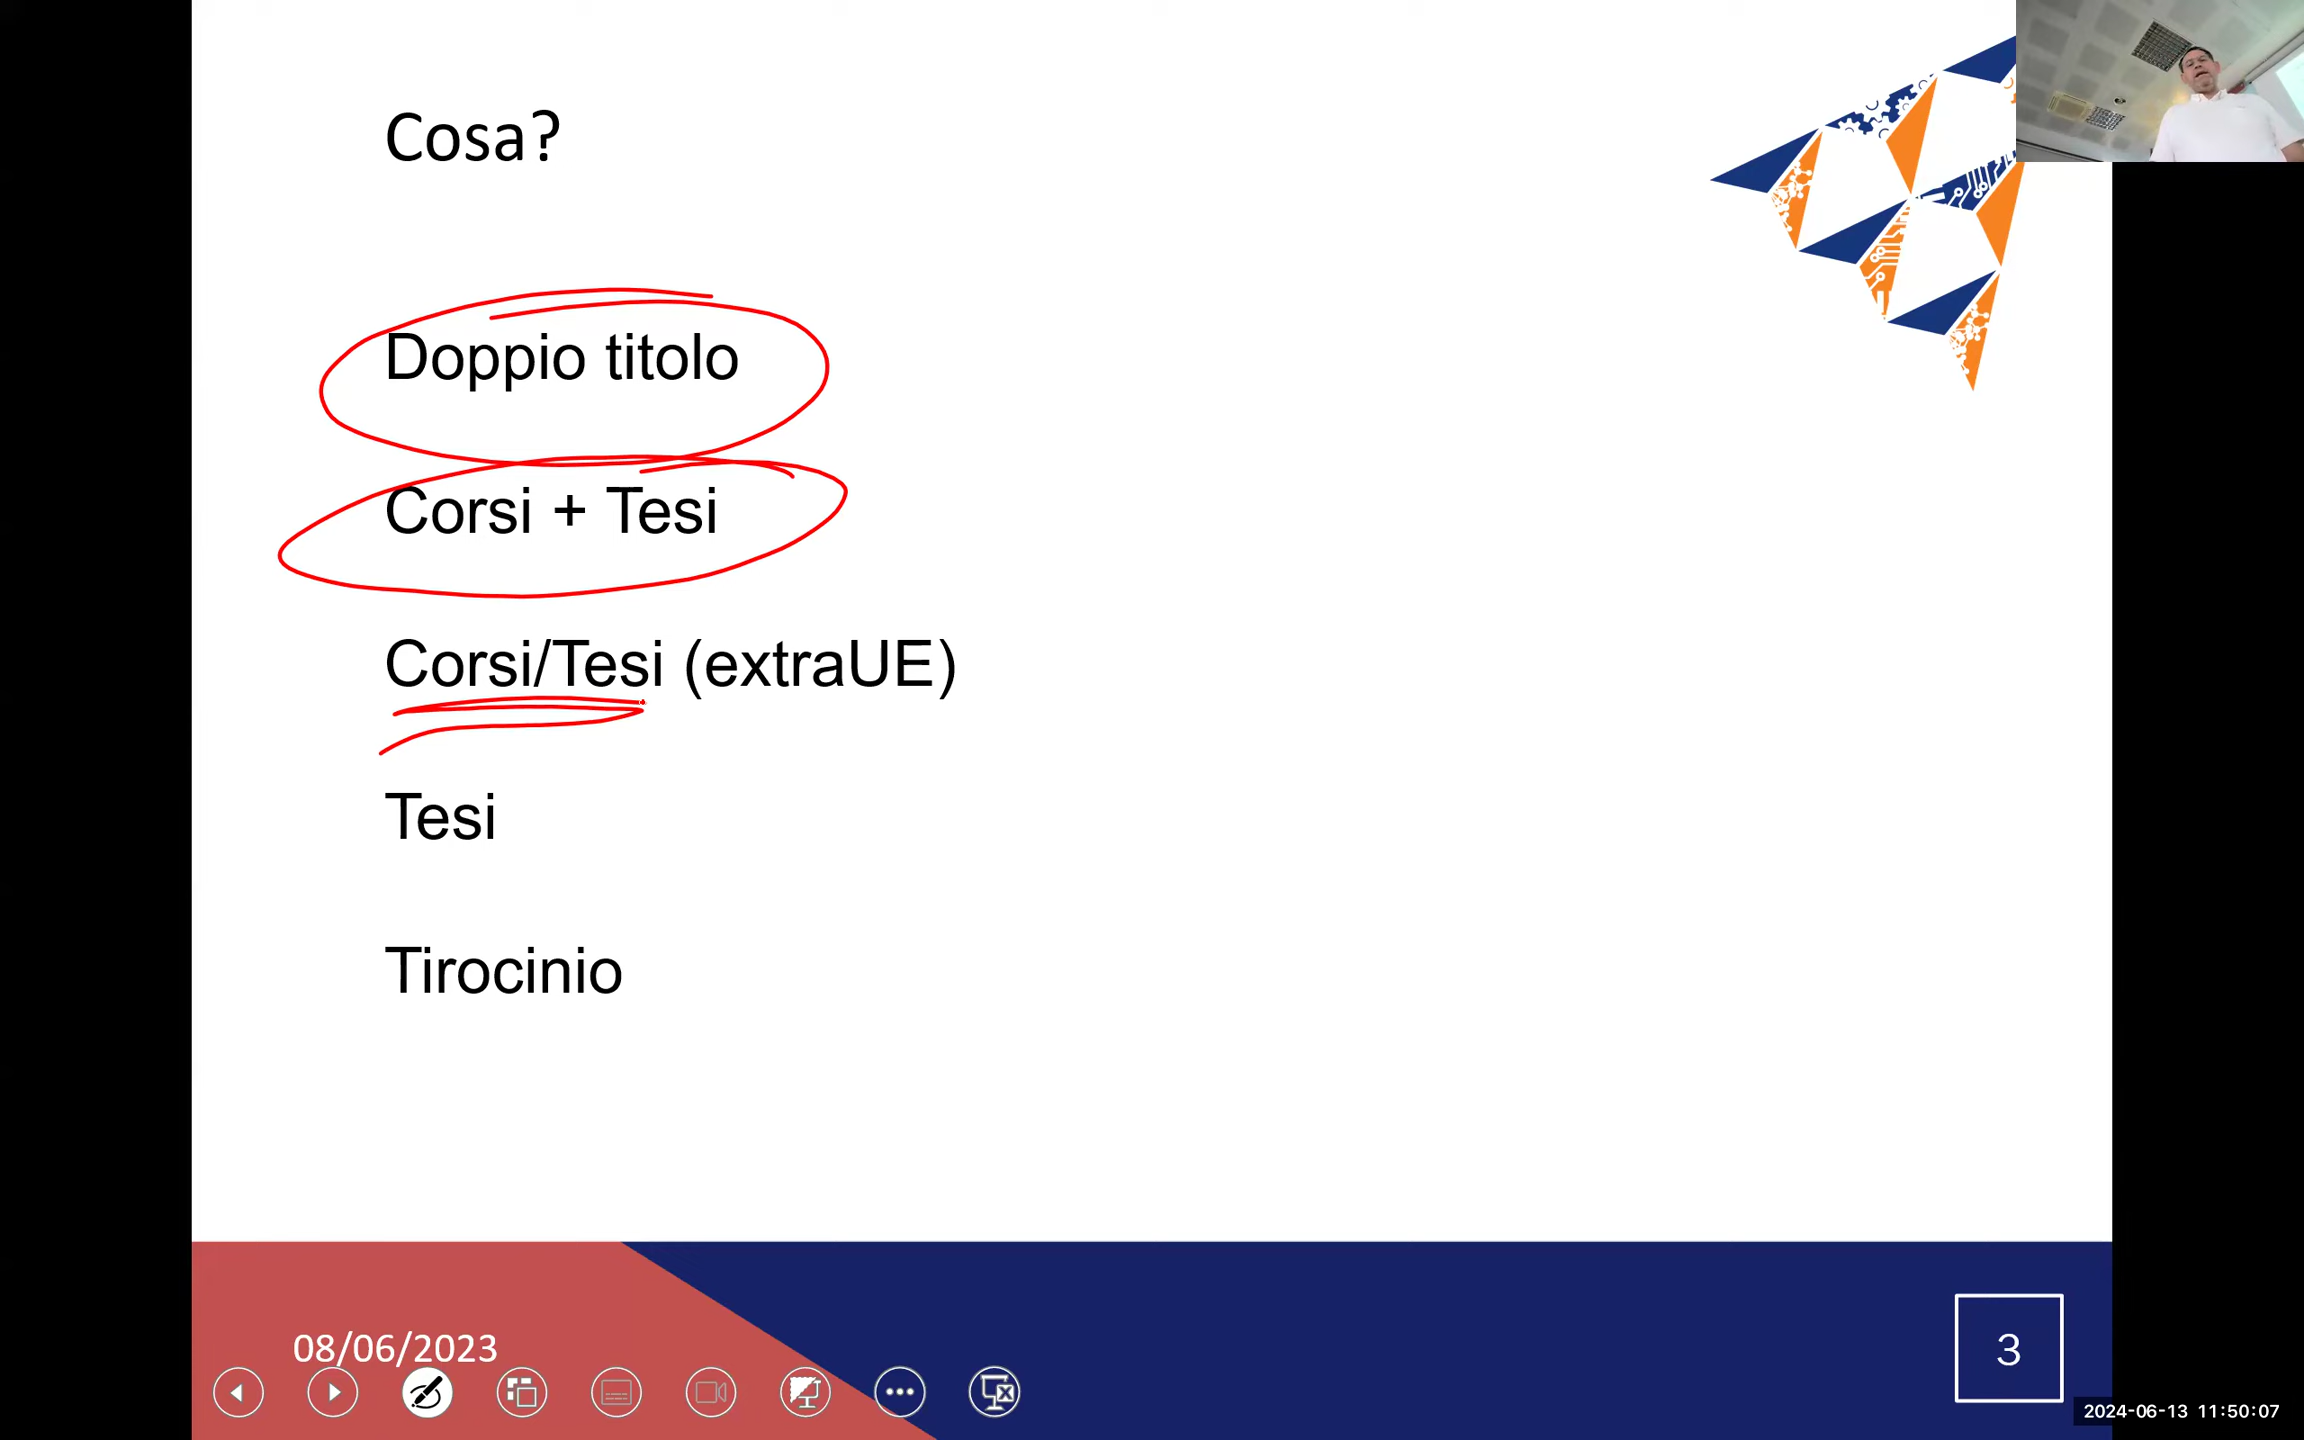 Cosa?
Doppio titolo
Corsi + Tesi
Corsi/Tesi (extraUE)
Tesi
Tirocinio
08/06/2023
3
2024-06-13 11:50:07